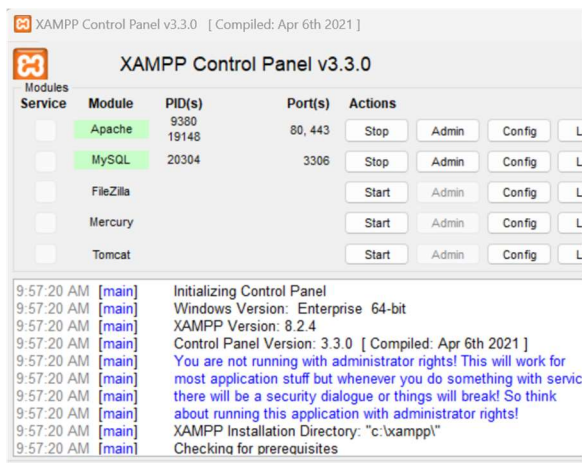 XAMPP Control Panel v3.3.0 [ Compiled: Apr 6th 2021 ]
XAMPP Control Panel v3.3.0
Modules
Service Module PID(s) Port(s) Actions
Apache 9380 19148 80, 443 Stop Admin Config L
MySQL 20304 3306 Stop Admin Config L
FileZilla Start Admin Config L
Mercury Start Admin Config L
Tomcat Start Admin Config L
9:57:20 AM [main] Initializing Control Panel
9:57:20 AM [main] Windows Version: Enterprise 64-bit
9:57:20 AM [main] XAMPP Version: 8.2.4
9:57:20 AM [main] Control Panel Version: 3.3.0 [ Compiled: Apr 6th 2021 ]
9:57:20 AM [main] You are not running with administrator rights! This will work for
9:57:20 AM [main] most application stuff but whenever you do something with servic
9:57:20 AM [main] there will be a security dialogue or things will break! So think
9:57:20 AM [main] about running this application with administrator rights!
9:57:20 AM [main] XAMPP Installation Directory: "c:\xampp\"
9:57:20 AM [main] Checking for prerequisites